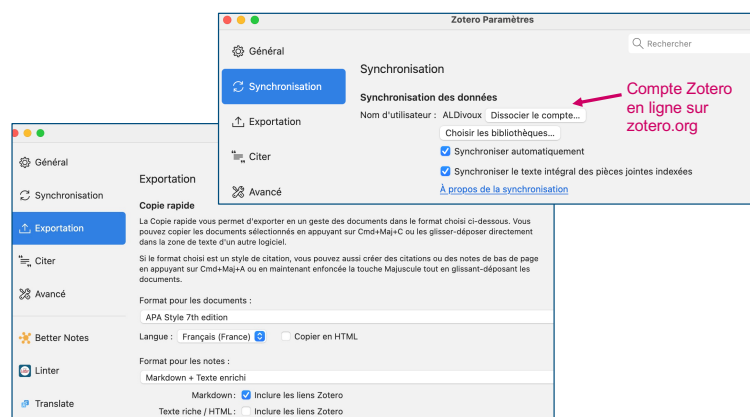 Zotero Paramètres
Général
Rechercher
Synchronisation
Synchronisation
Synchronisation des données
Exportation
Nom d'utilisateur : ALDivoux Dissocier le compte...
Choisir les bibliothèques...
Citer
Synchroniser automatiquement
Synchroniser le texte intégral des pièces jointes indexées
Avancé
À propos de la synchronisation
Compte Zotero
en ligne sur
zotero.org
Général
Synchronisation
Exportation
Citer
Avancé
Better Notes
Linter
Translate
Exportation
Copie rapide
La Copie rapide vous permet d'exporter en un geste des documents dans le format choisi ci-dessous. Vous
pouvez copier les documents sélectionnés en appuyant sur Cmd+Maj+C ou les glisser-déposer directement
dans la zone de texte d'un autre logiciel.
Si le format choisi est un style de citation, vous pouvez aussi créer des citations ou des notes de bas de page
en appuyant sur Cmd+Maj+A ou en maintenant enfoncée la touche Majuscule tout en glissant-déposant les
documents.
Format pour les documents :
APA Style 7th edition
Langue : Français (France) Copier en HTML
Format pour les notes :
Markdown + Texte enrichi
Markdown: Inclure les liens Zotero
Texte riche / HTML: Inclure les liens Zotero